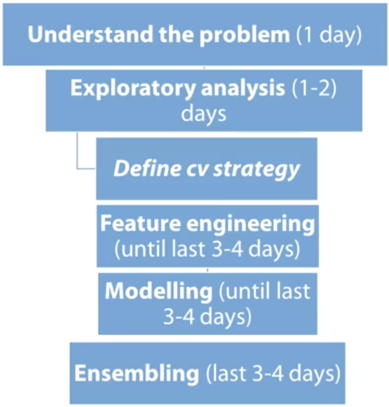 Understand the problem (1 day)
Exploratory analysis (1-2)
days
Define cv strategy
Feature engineering
(until last 3-4 days)
Modelling (until last
3-4 days)
Ensembling (last 3-4 days)